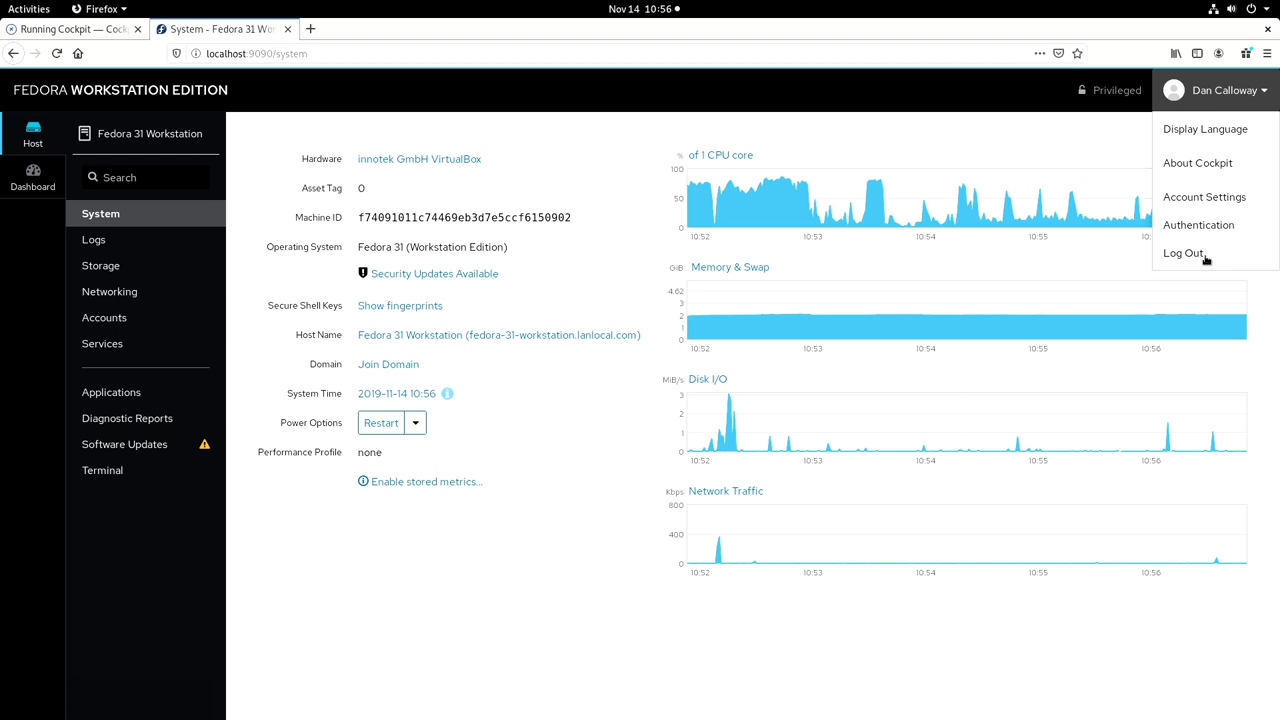 Activities Firefox Nov 14 10:56
Running Cockpit — Cock System - Fedora 31 Wo
localhost:9090/system
FEDORA WORKSTATION EDITION Privileged Dan Calloway
Display Language
About Cockpit
Account Settings
Authentication
Log Out
Host
Dashboard
Fedora 31 Workstation
Search
System
Logs
Storage
Networking
Accounts
Services
Applications
Diagnostic Reports
Software Updates
Terminal
Hardware innotek GmbH VirtualBox
Asset Tag 0
Machine ID f74091011c74469eb3d7e5ccf6150902
Operating System Fedora 31 (Workstation Edition)
Security Updates Available
Secure Shell Keys Show fingerprints
Host Name Fedora 31 Workstation (fedora-31-workstation.lanlocal.com)
Domain Join Domain
System Time 2019-11-14 10:56
Power Options Restart
Performance Profile none
Enable stored metrics...
% of 1 CPU core
100
50
0
10:52 10:53 10:54 10:55 10:
GiB Memory & Swap
4.62
3
2
1
0
10:52 10:53 10:54 10:55 10:56
MiB/s Disk I/O
3
2
1
0
10:52 10:53 10:54 10:55 10:56
Kbps Network Traffic
800
400
0
10:52 10:53 10:54 10:55 10:56